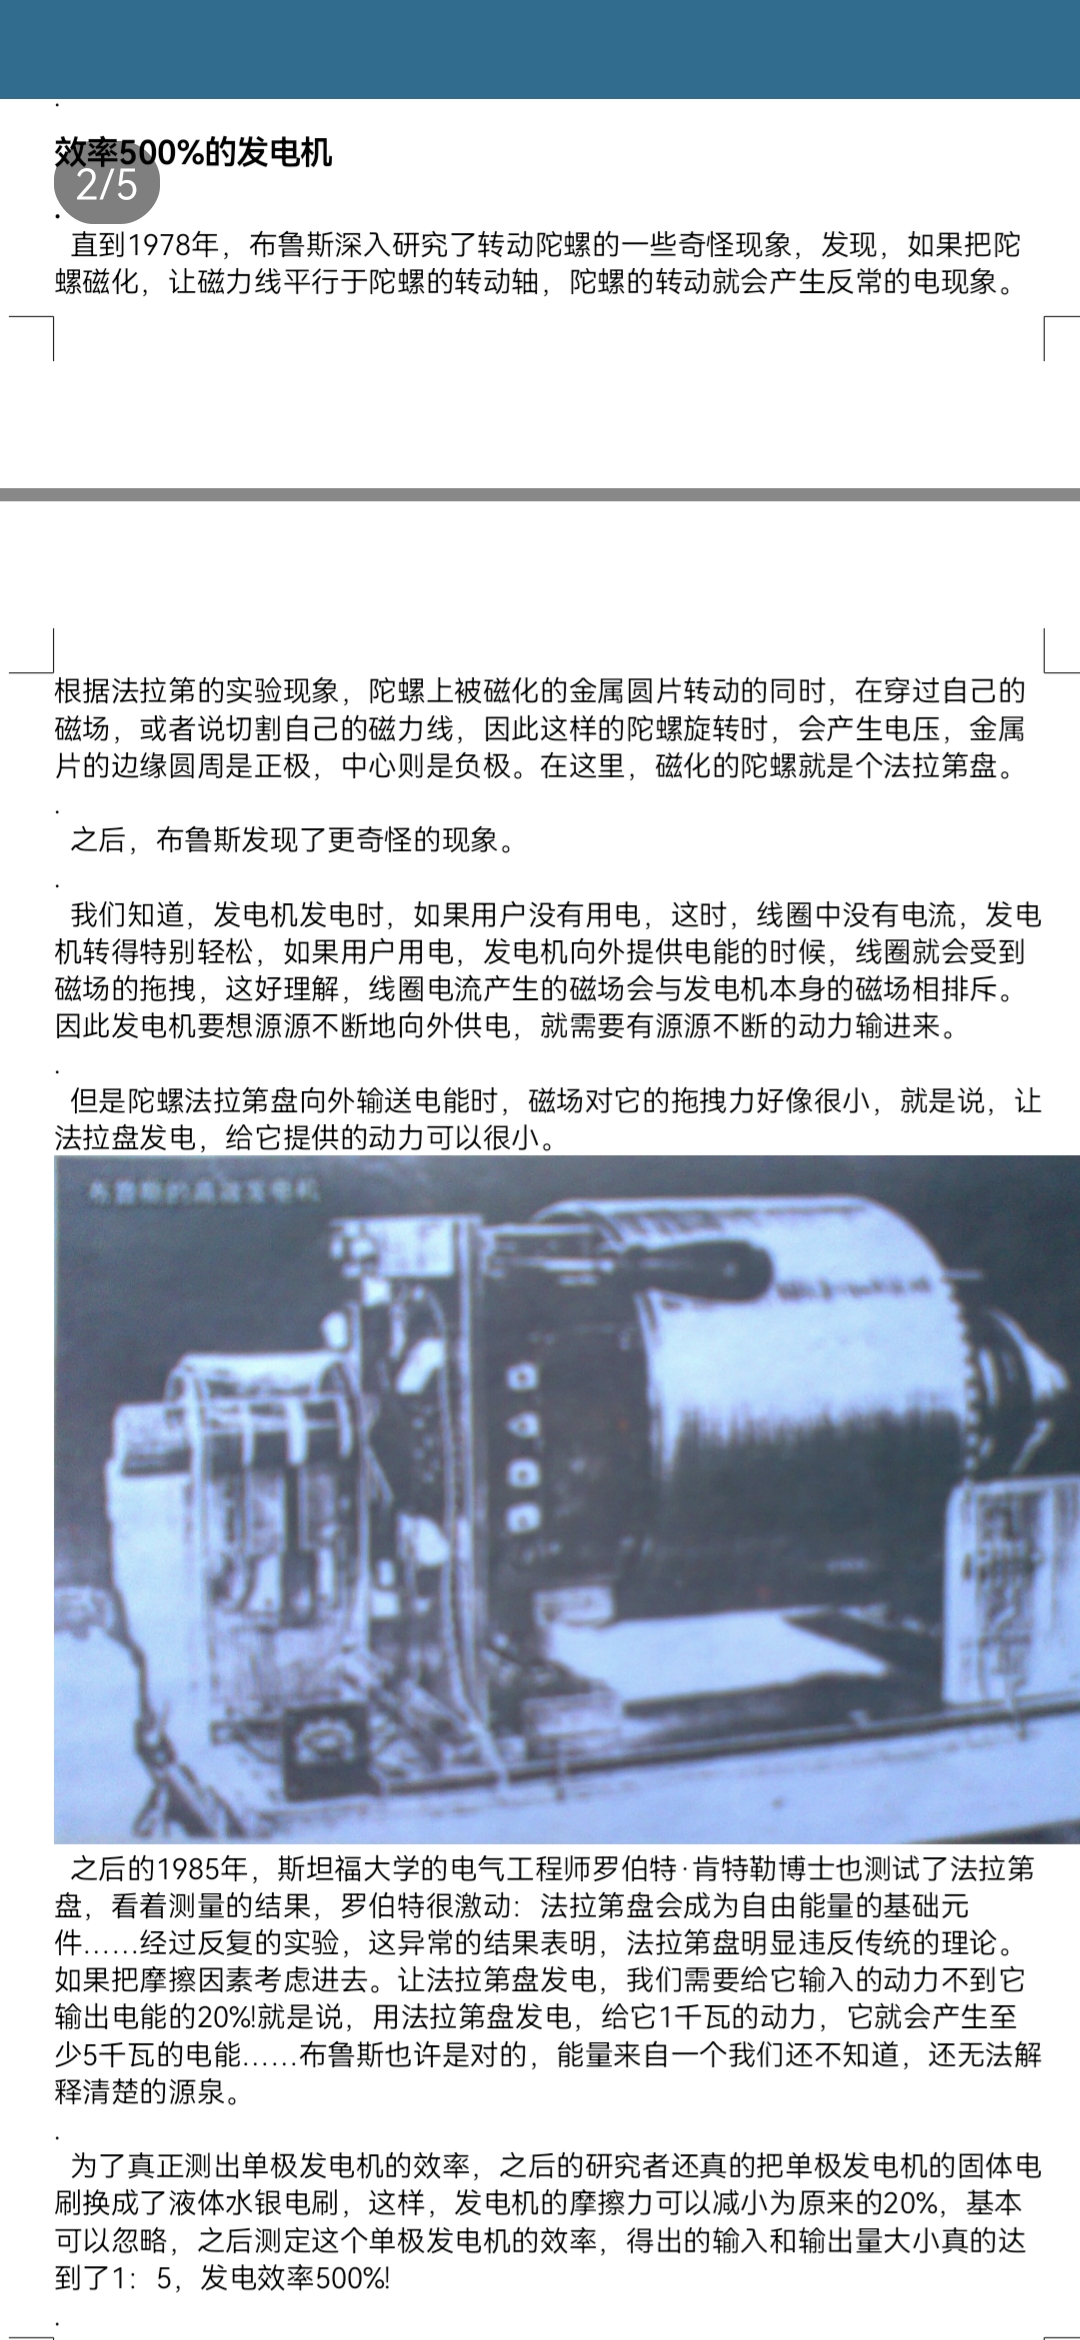 效率500%的发电机
2/5
直到1978年，布鲁斯深入研究了转动陀螺的一些奇怪现象，发现，如果把陀
螺磁化，让磁力线平行于陀螺的转动轴，陀螺的转动就会产生反常的电现象。
根据法拉第的实验现象，陀螺上被磁化的金属圆片转动的同时，在穿过自己的
磁场，或者说切割自己的磁力线，因此这样的陀螺旋转时，会产生电压，金属
片的边缘圆周是正极，中心则是负极。在这里，磁化的陀螺就是个法拉第盘。
.
之后，布鲁斯发现了更奇怪的现象。
.
我们知道，发电机发电时，如果用户没有用电，这时，线圈中没有电流，发电
机转得特别轻松，如果用户用电，发电机向外提供电能的时候，线圈就会受到
磁场的拖拽，这好理解，线圈电流产生的磁场会与发电机本身的磁场相排斥。
因此发电机要想源源不断地向外供电，就需要有源源不断的动力输进来。
.
但是陀螺法拉第盘向外输送电能时，磁场对它的拖拽力好像很小，就是说，让
法拉盘发电，给它提供的动力可以很小。
布鲁斯的高效发电机
之后的1985年，斯坦福大学的电气工程师罗伯特·肯特勒博士也测试了法拉第
盘，看着测量的结果，罗伯特很激动：法拉第盘会成为自由能量的基础元
件……经过反复的实验，这异常的结果表明，法拉第盘明显违反传统的理论。
如果把摩擦因素考虑进去。让法拉第盘发电，我们需要给它输入的动力不到它
输出电能的20%!就是说，用法拉第盘发电，给它1千瓦的动力，它就会产生至
少5千瓦的电能……布鲁斯也许是对的，能量来自一个我们还不知道，还无法解
释清楚的源泉。
.
为了真正测出单极发电机的效率，之后的研究者还真的把单极发电机的固体电
刷换成了液体水银电刷，这样，发电机的摩擦力可以减小为原来的20%，基本
可以忽略，之后测定这个单极发电机的效率，得出的输入和输出量大小真的达
到了1：5，发电效率500%!
.